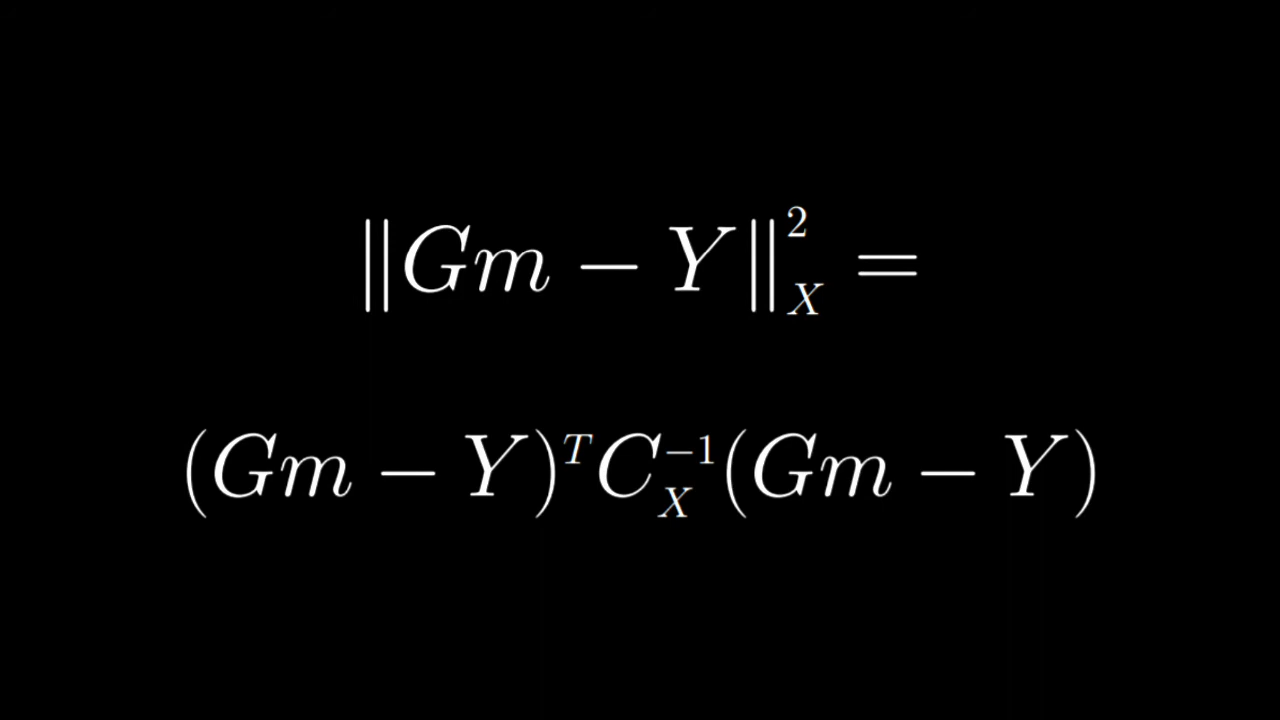 ‖Gm − Y‖²_X =
(Gm − Y)^T C_X^{−1}(Gm − Y)